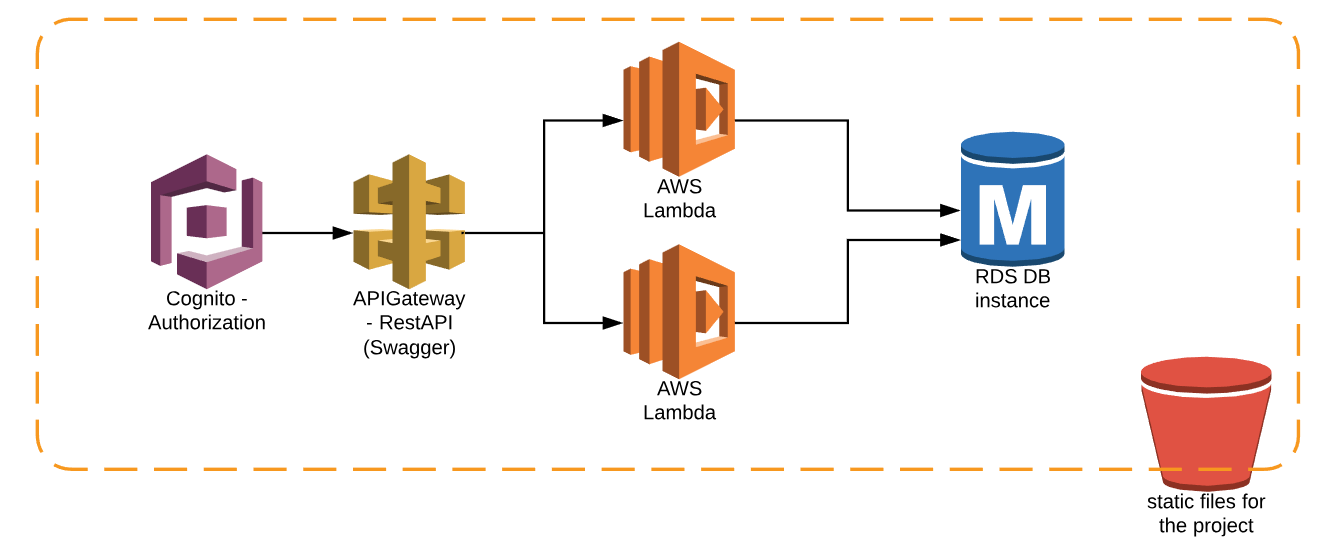 Cognito -
Authorization
APIGateway
- RestAPI
(Swagger)
AWS
Lambda
AWS
Lambda
M
RDS DB
instance
static files for
the project